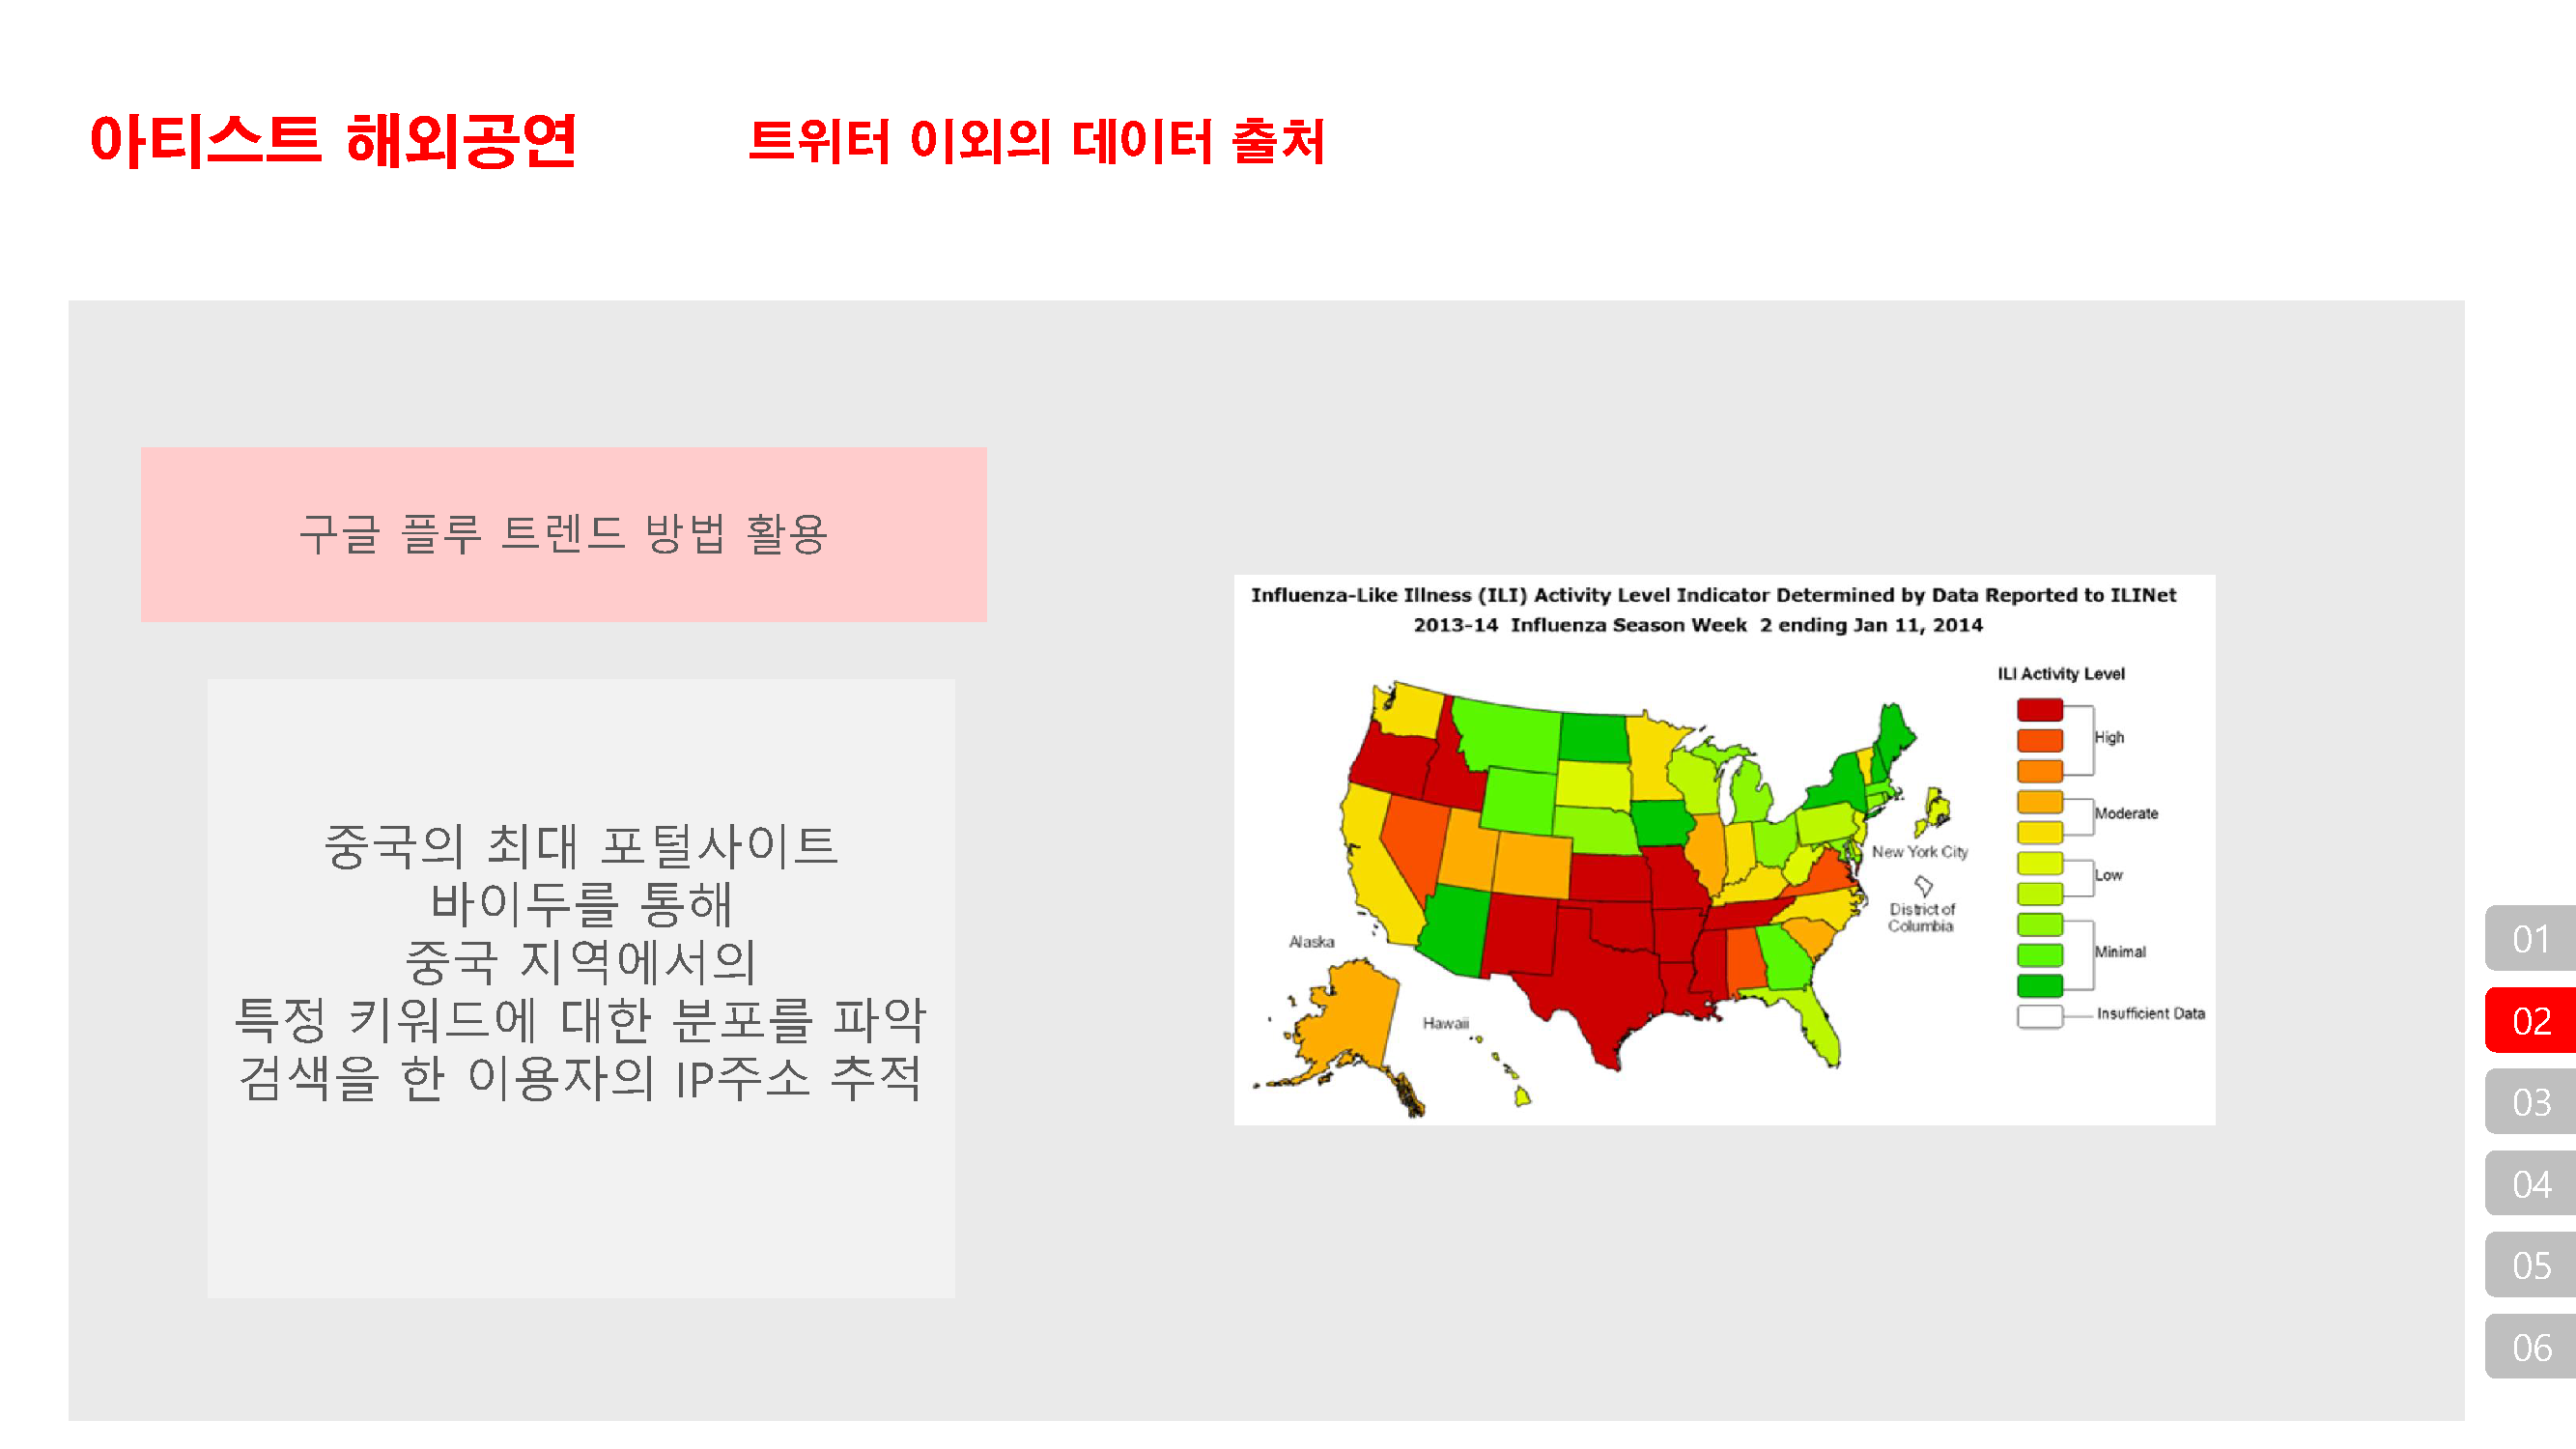 아티스트 해외공연
트위터 이외의 데이터 출처
구글 플루 트렌드 방법 활용
중국의 최대 포털사이트
바이두를 통해
중국 지역에서의
특정 키워드에 대한 분포를 파악
검색을 한 이용자의 IP주소 추적
Influenza-Like Illness (ILI) Activity Level Indicator Determined by Data Reported to ILINet
2013-14 Influenza Season Week 2 ending Jan 11, 2014
ILI Activity Level
High
Moderate
Low
Minimal
Insufficient Data
New York City
District of
Columbia
Alaska
Hawaii
01
02
03
04
05
06